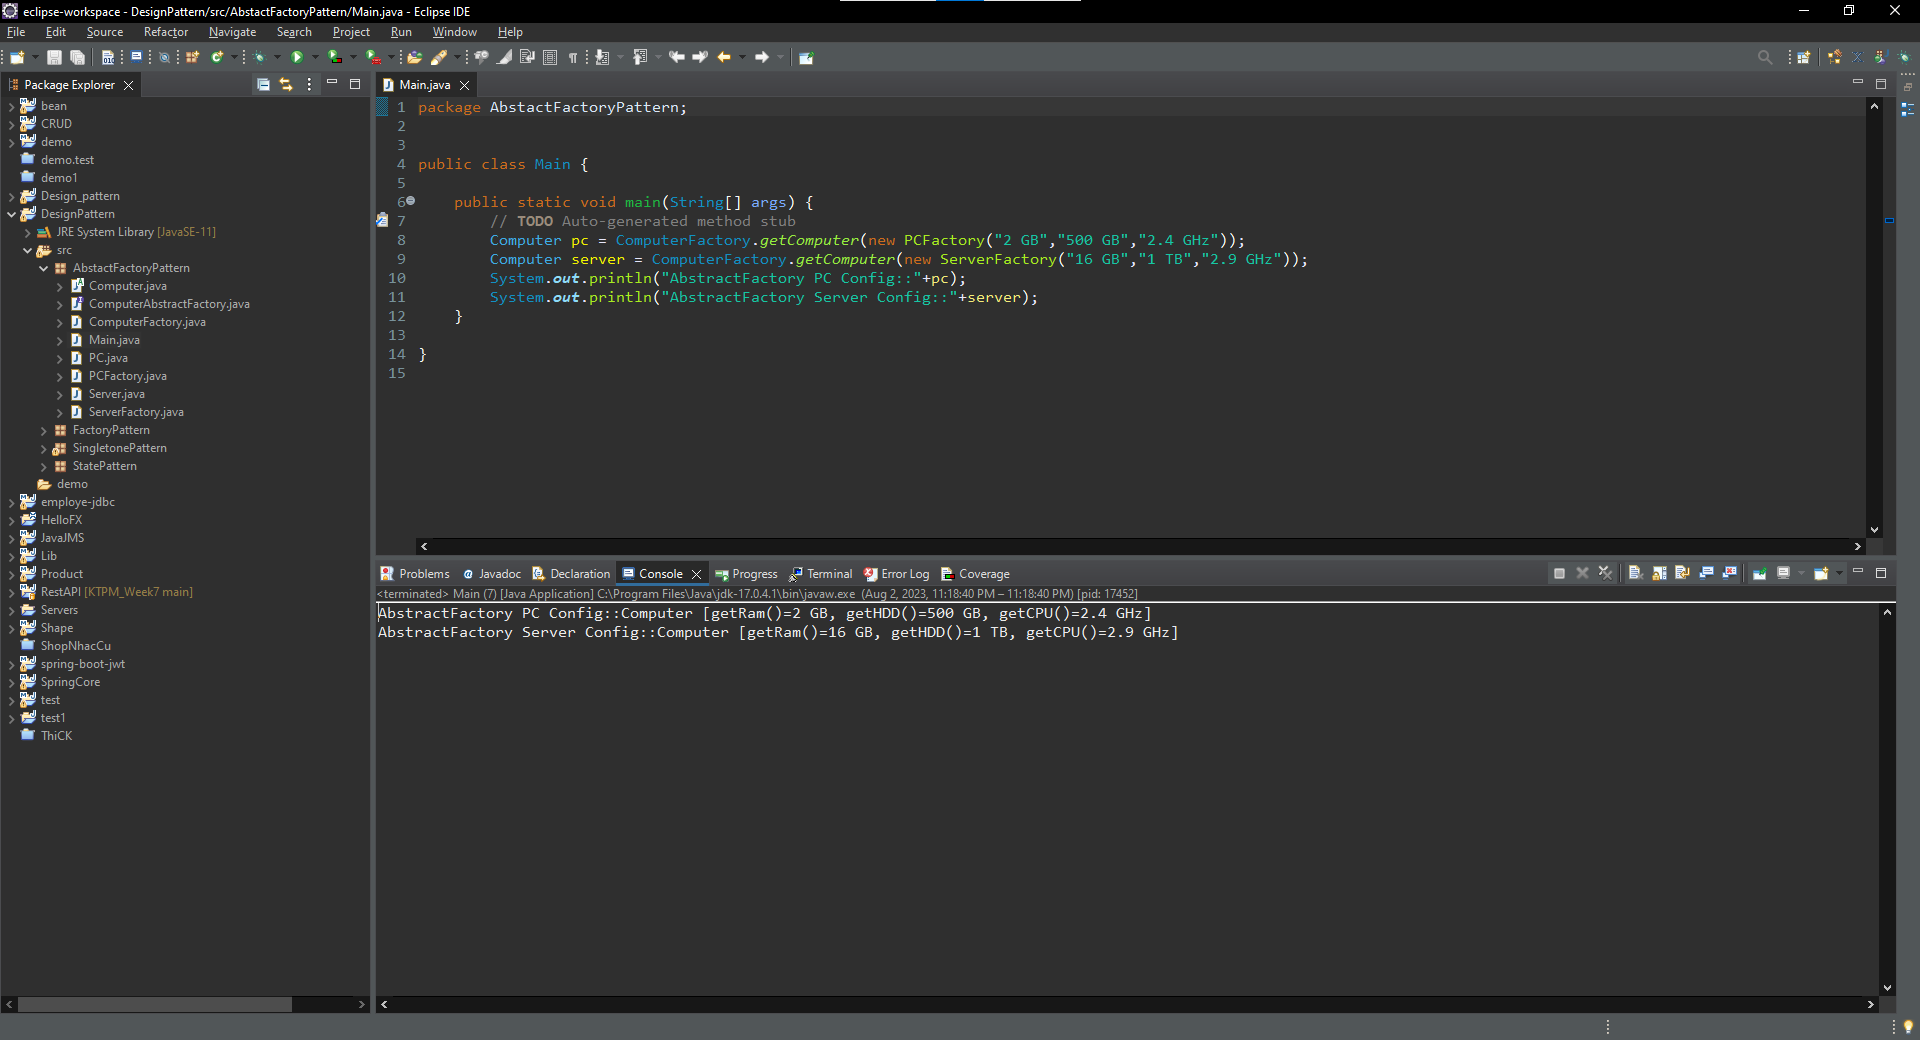 eclipse-workspace - DesignPattern/src/AbstactFactoryPattern/Main.java - Eclipse IDE
File Edit Source Refactor Navigate Search Project Run Window Help
Package Explorer
bean
CRUD
demo
demo.test
demo1
Design_pattern
DesignPattern
JRE System Library [JavaSE-11]
src
AbstactFactoryPattern
Computer.java
ComputerAbstractFactory.java
ComputerFactory.java
Main.java
PC.java
PCFactory.java
Server.java
ServerFactory.java
FactoryPattern
SingletonePattern
StatePattern
demo
employe-jdbc
HelloFX
JavaJMS
Lib
Product
RestAPI [KTPM_Week7 main]
Servers
Shape
ShopNhacCu
spring-boot-jwt
SpringCore
test
test1
ThiCK
Main.java
1 package AbstactFactoryPattern;
2
3
4 public class Main {
5
6 public static void main(String[] args) {
7 // TODO Auto-generated method stub
8 Computer pc = ComputerFactory.getComputer(new PCFactory("2 GB","500 GB","2.4 GHz"));
9 Computer server = ComputerFactory.getComputer(new ServerFactory("16 GB","1 TB","2.9 GHz"));
10 System.out.println("AbstractFactory PC Config::"+pc);
11 System.out.println("AbstractFactory Server Config::"+server);
12 }
13
14 }
15
Problems Javadoc Declaration Console Progress Terminal Error Log Coverage
<terminated> Main (7) [Java Application] C:\Program Files\Java\jdk-17.0.4.1\bin\javaw.exe (Aug 2, 2023, 11:18:40 PM – 11:18:40 PM) [pid: 17452]
AbstractFactory PC Config::Computer [getRam()=2 GB, getHDD()=500 GB, getCPU()=2.4 GHz]
AbstractFactory Server Config::Computer [getRam()=16 GB, getHDD()=1 TB, getCPU()=2.9 GHz]